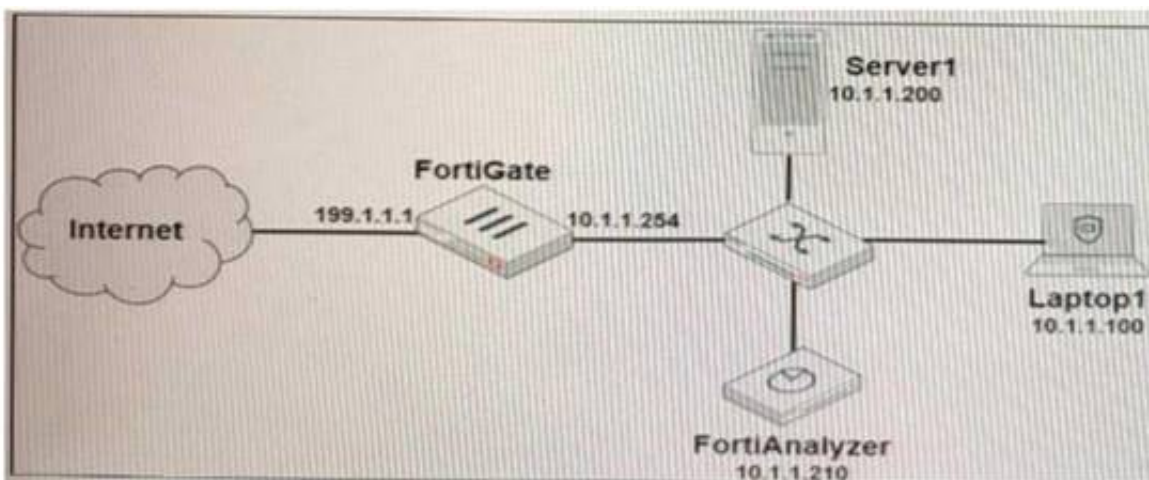 Server1
10.1.1.200
FortiGate
Internet
199.1.1.1
10.1.1.254
Laptop1
10.1.1.100
FortiAnalyzer
10.1.1.210